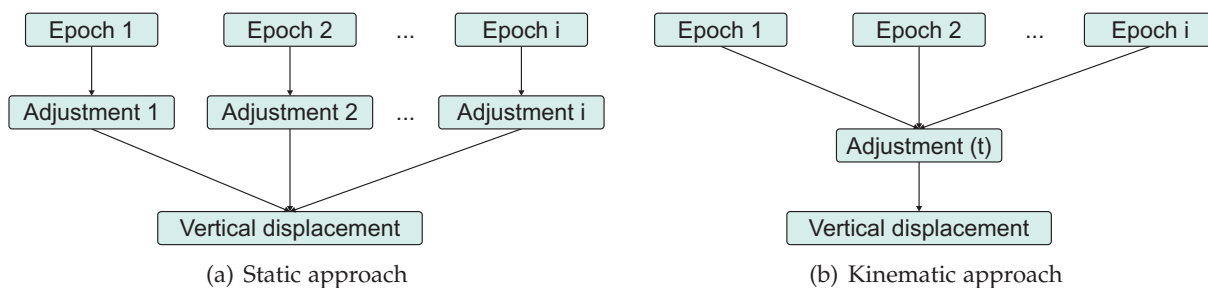 Epoch 1 Epoch 2 ... Epoch i
Adjustment 1 Adjustment 2 ... Adjustment i
Vertical displacement
(a) Static approach
Epoch 1 Epoch 2 ... Epoch i
Adjustment (t)
Vertical displacement
(b) Kinematic approach